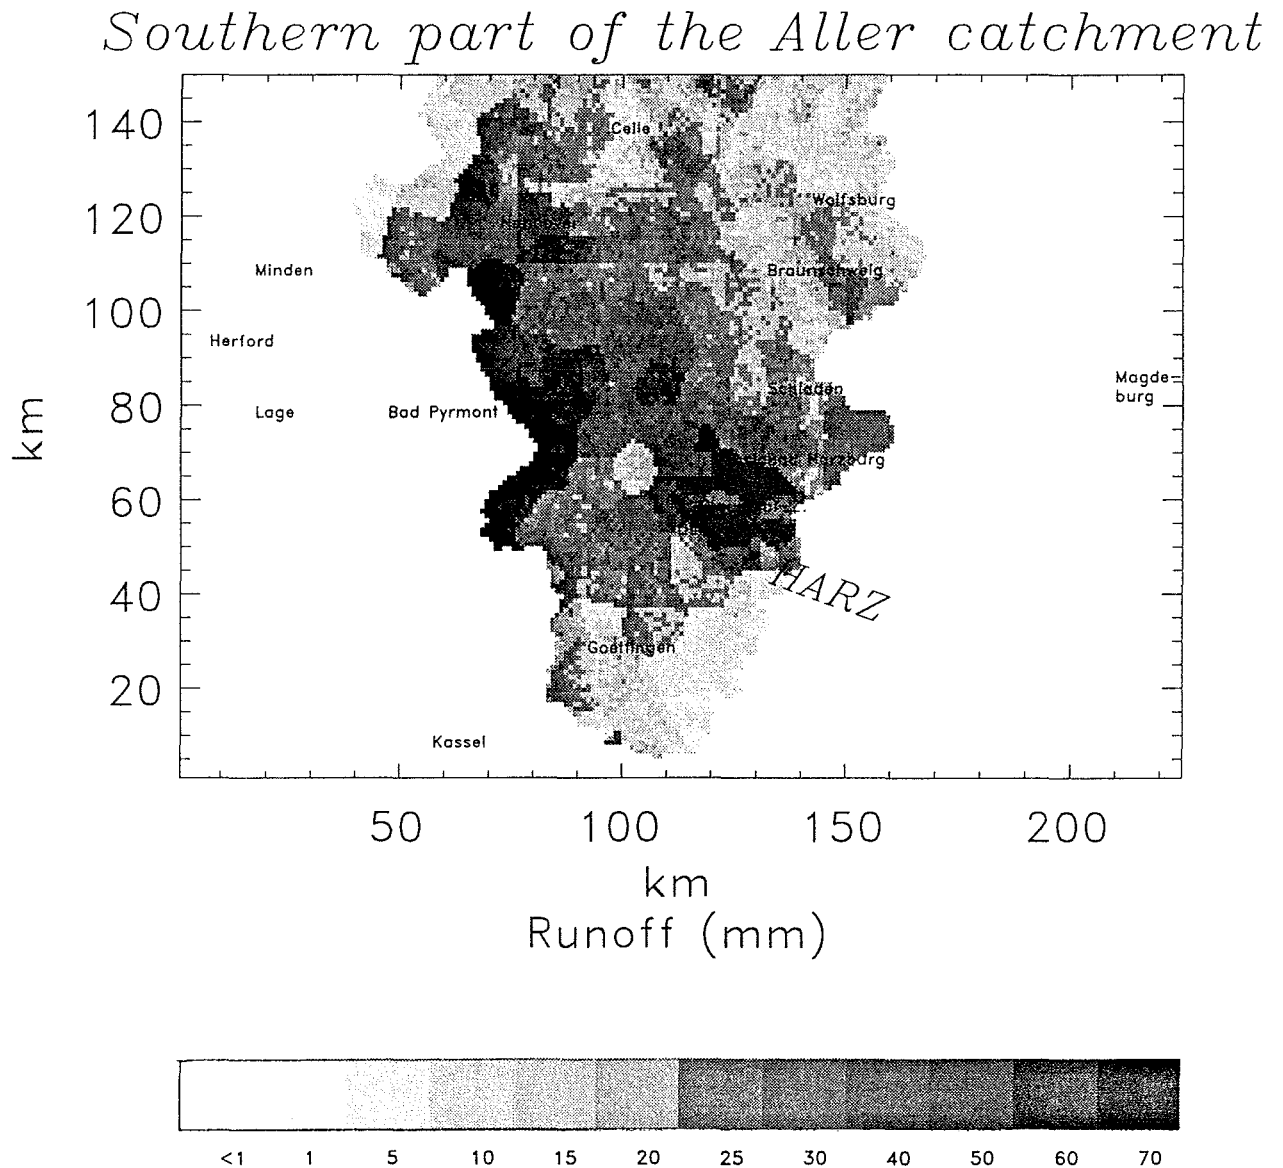 Southern part of the Aller catchment
140
120
100
80
60
40
20
km
Celle
Wolfsburg
Minden
Braunschweig
Herford
Magde-
burg
Schladen
Lage
Bad Pyrmont
HARZ
Goettingen
Kassel
50 100 150 200
km
Runoff (mm)
<1 1 5 10 15 20 25 30 40 50 60 70